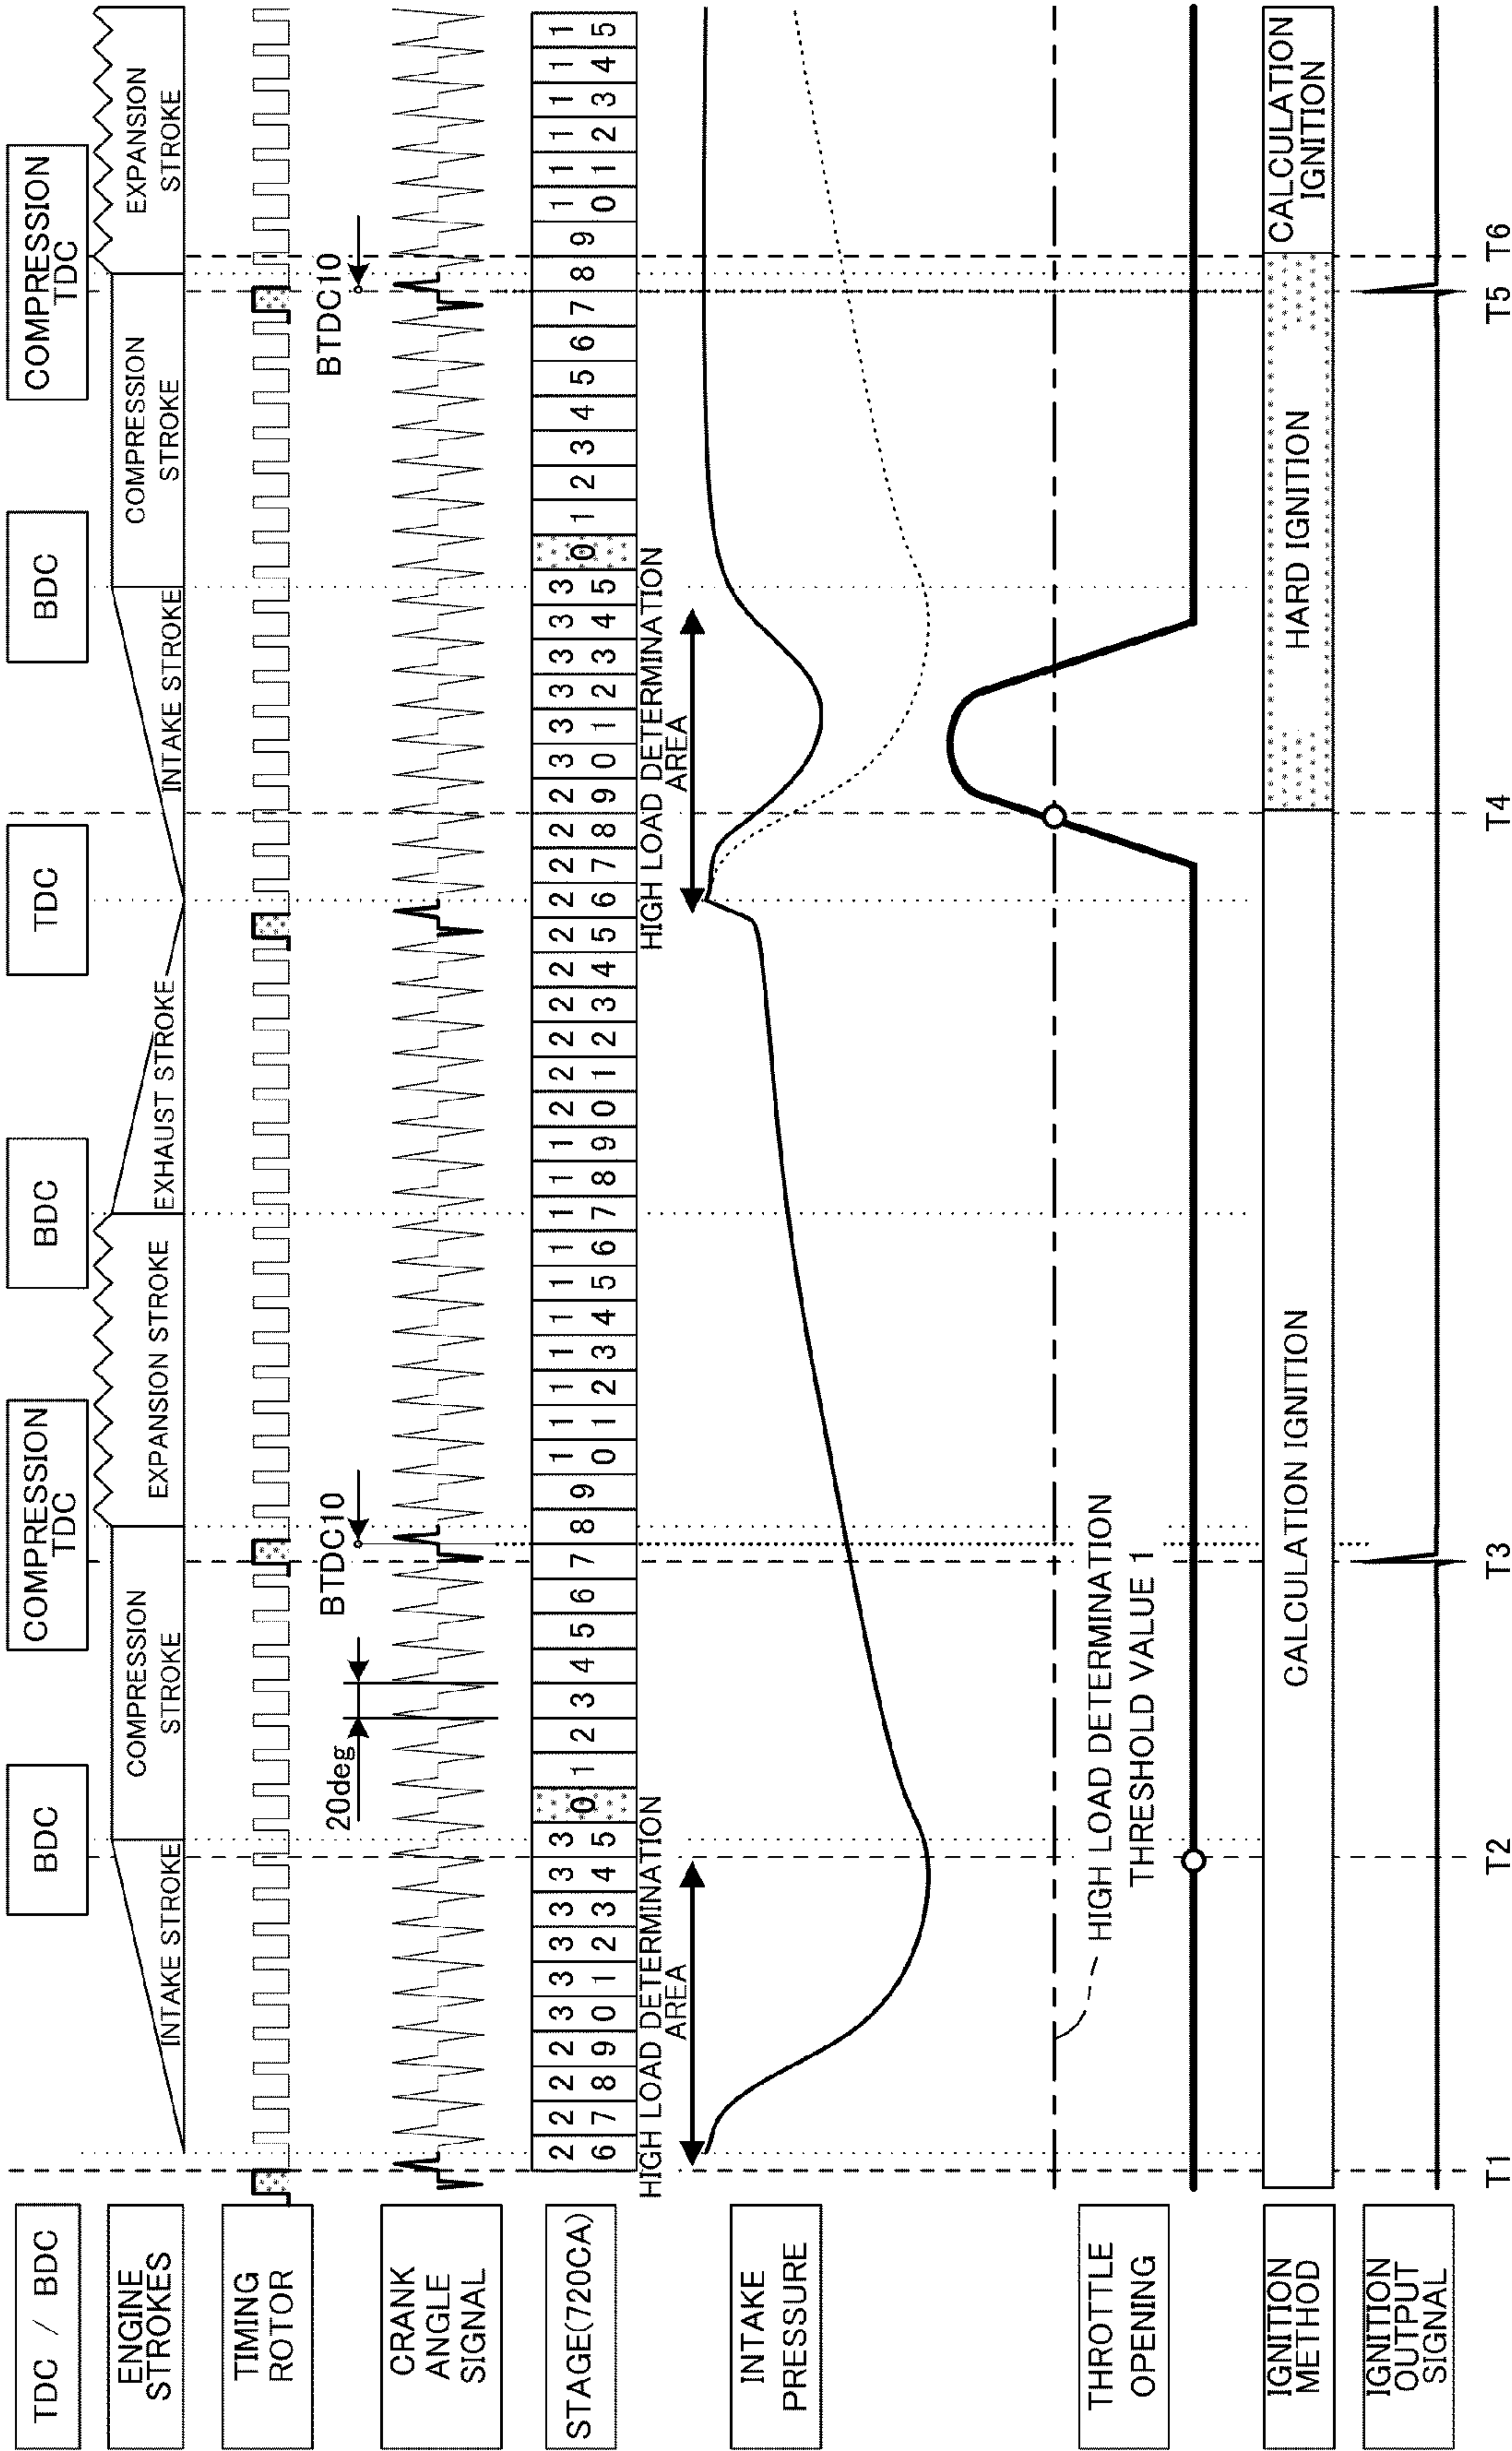 TDC / BDC
BDC
COMPRESSION
TDC
BDC
TDC
BDC
COMPRESSION
TDC
ENGINE
STROKES
INTAKE STROKE
COMPRESSION
STROKE
EXPANSION STROKE
EXHAUST STROKE
INTAKE STROKE
COMPRESSION
STROKE
EXPANSION
STROKE
TIMING
ROTOR
20deg
BTDC10
BTDC10
CRANK
ANGLE
SIGNAL
STAGE(720CA)
26 27 28 29 30 31 32 33 34 35 0 1 2 3 4 5 6 7 8 9 10 11 12 13 14 15 16 17 18 19 20 21 22 23 24 25 26 27 28 29 30 31 32 33 34 35 0 1 2 3 4 5 6 7 8 9 10 11 12 13 14 15
HIGH LOAD DETERMINATION
AREA
HIGH LOAD DETERMINATION
AREA
INTAKE
PRESSURE
THROTTLE
OPENING
HIGH LOAD DETERMINATION
THRESHOLD VALUE 1
IGNITION
METHOD
CALCULATION IGNITION
HARD IGNITION
CALCULATION
IGNITION
IGNITION
OUTPUT
SIGNAL
T1
T2
T3
T4
T5
T6